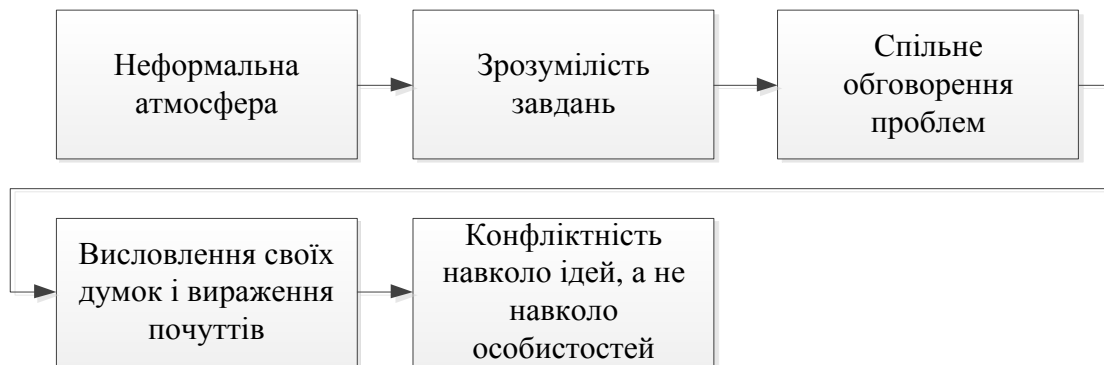 Неформальна
атмосфера
Зрозумілість
завдань
Спільне
обговорення
проблем
Висловлення своїх
думок і вираження
почуттів
Конфліктність
навколо ідей, а не
навколо
особистостей